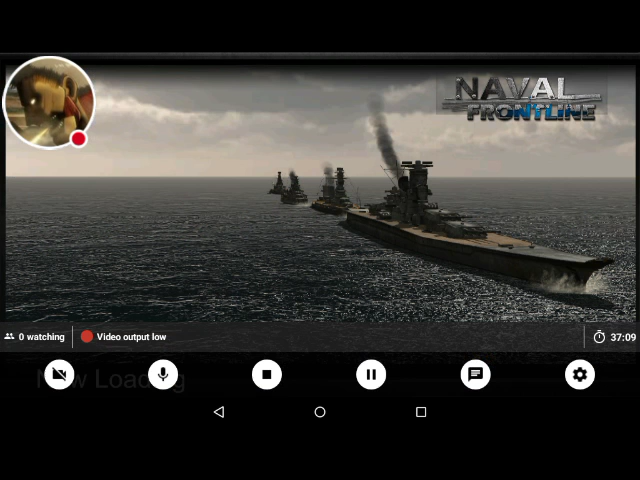 NAVAL
FRONTLINE
0 watching
Video output low
37:09
Now Loading